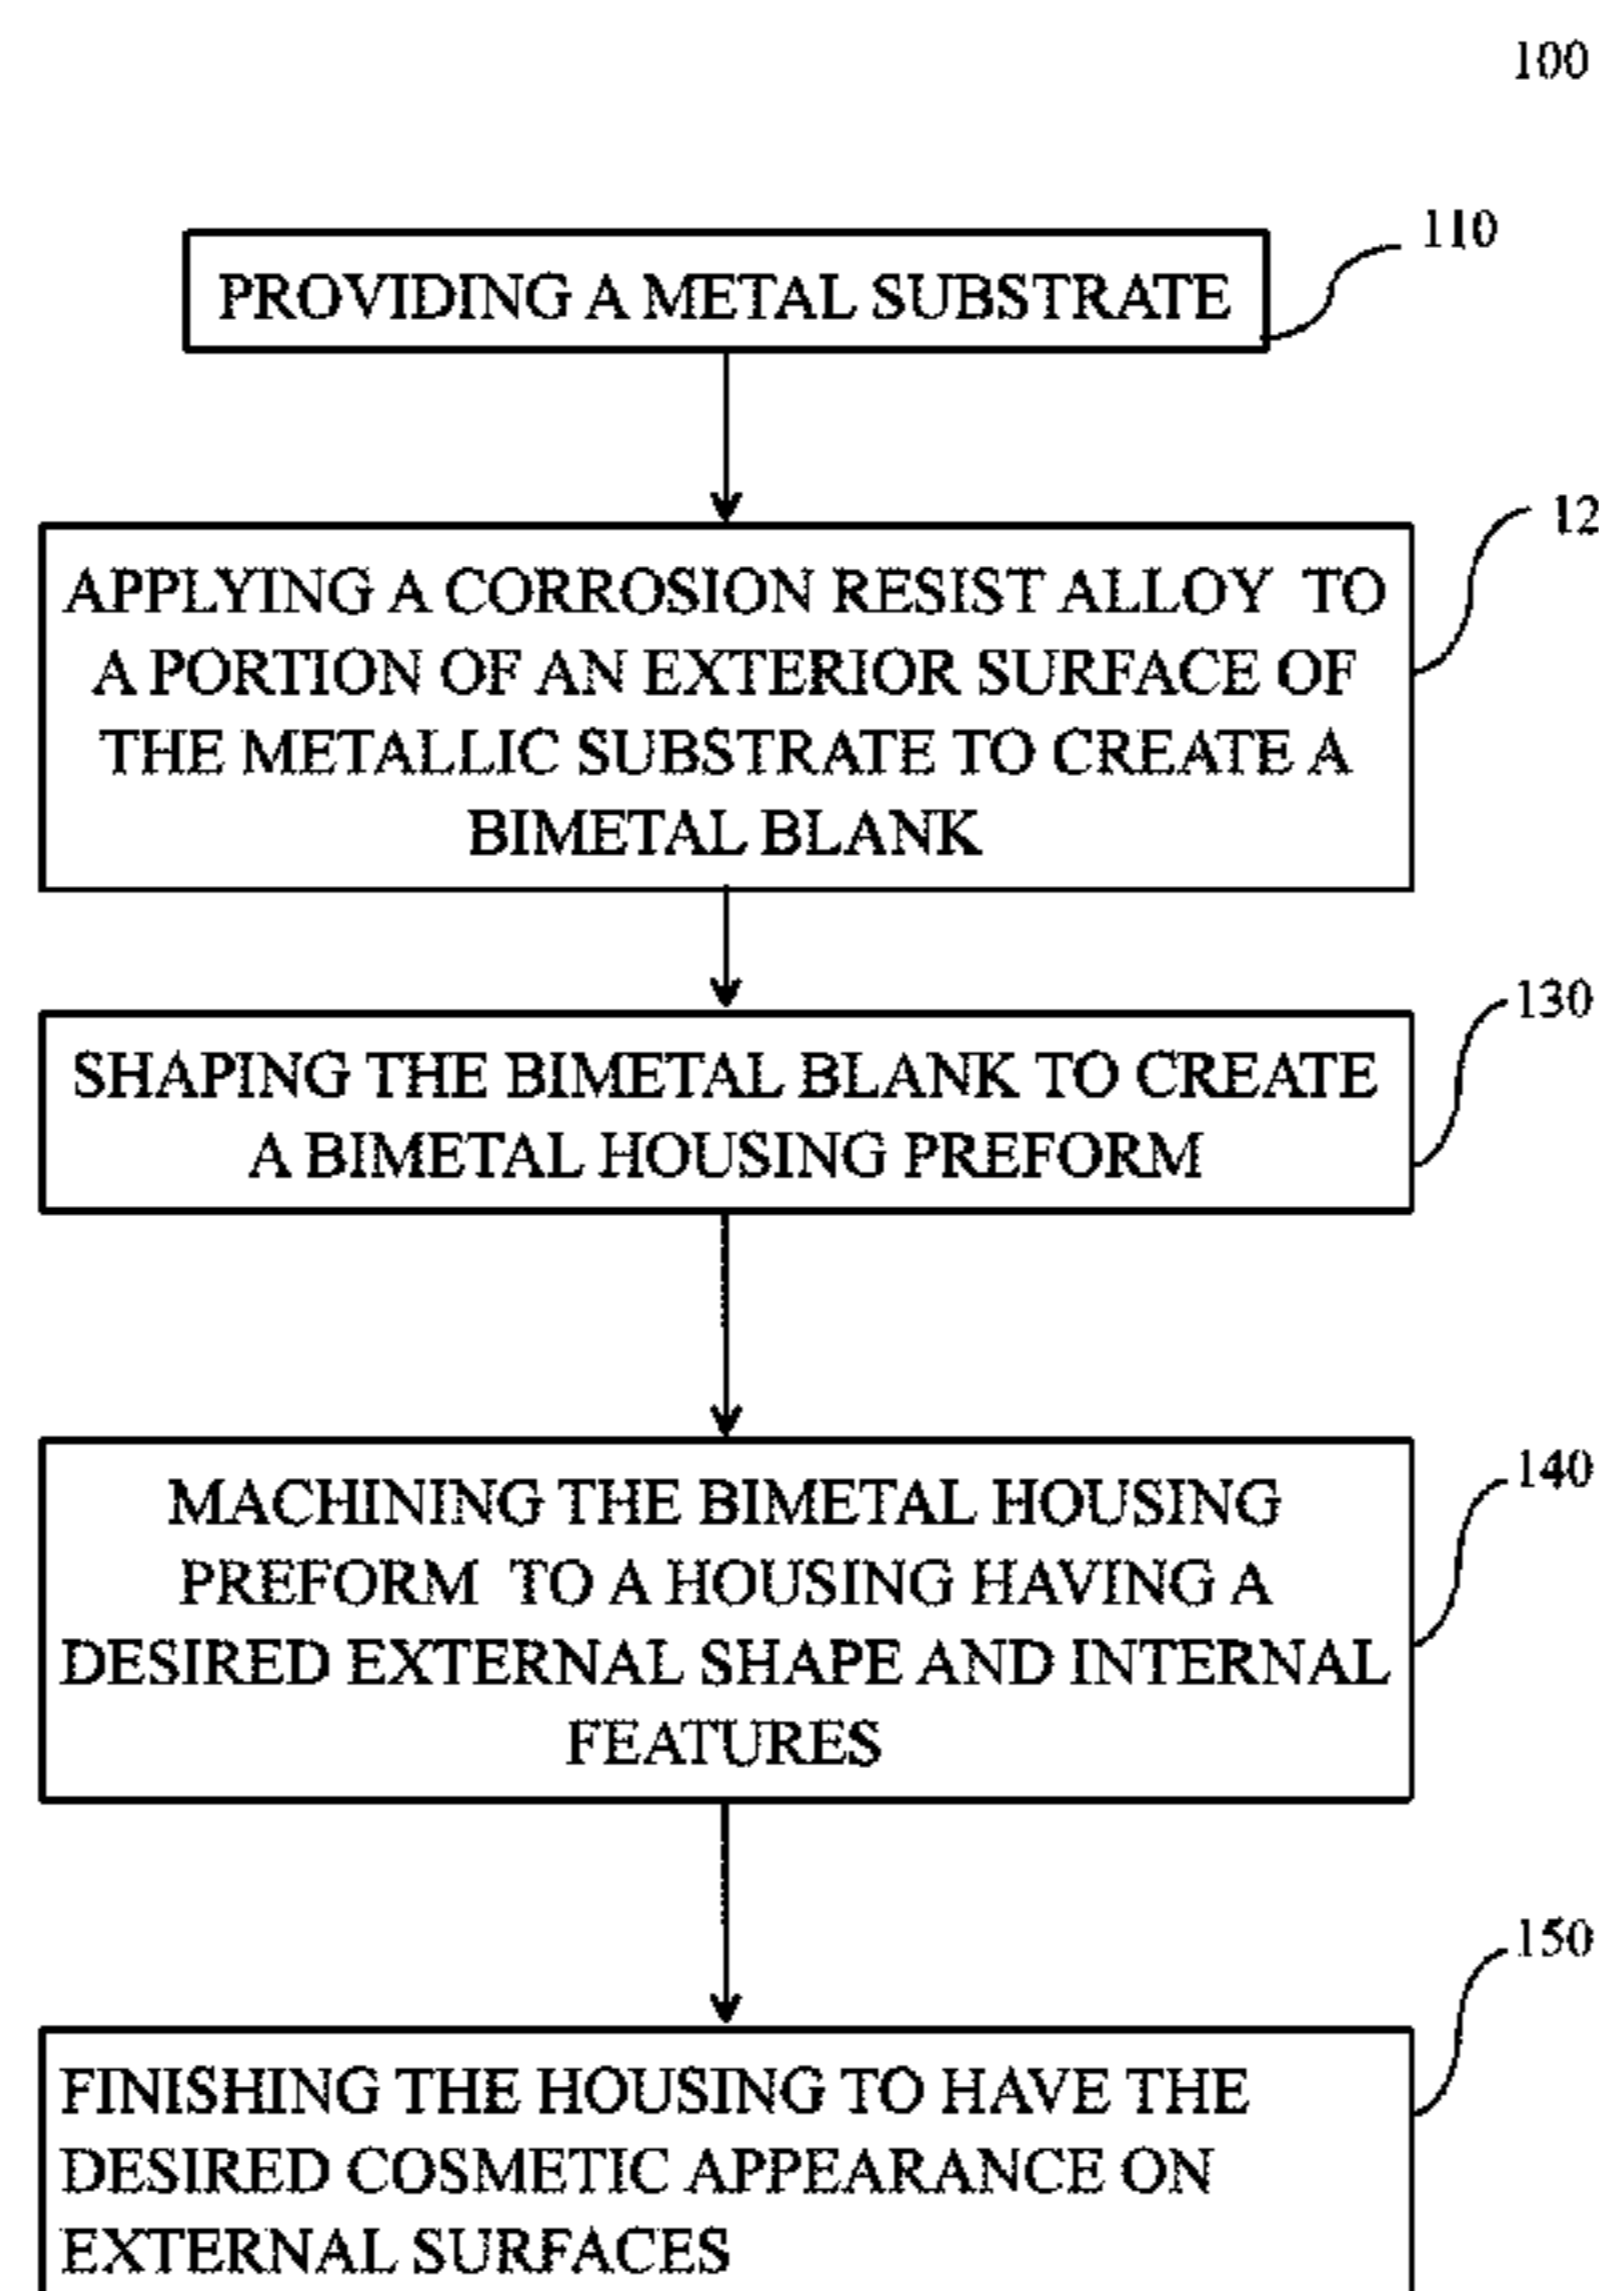 100
PROVIDING A METAL SUBSTRATE
110
12
APPLYING A CORROSION RESIST ALLOY TO
A PORTION OF AN EXTERIOR SURFACE OF
THE METALLIC SUBSTRATE TO CREATE A
BIMETAL BLANK
130
SHAPING THE BIMETAL BLANK TO CREATE
A BIMETAL HOUSING PREFORM
140
MACHINING THE BIMETAL HOUSING
PREFORM TO A HOUSING HAVING A
DESIRED EXTERNAL SHAPE AND INTERNAL
FEATURES
150
FINISHING THE HOUSING TO HAVE THE
DESIRED COSMETIC APPEARANCE ON
EXTERNAL SURFACES